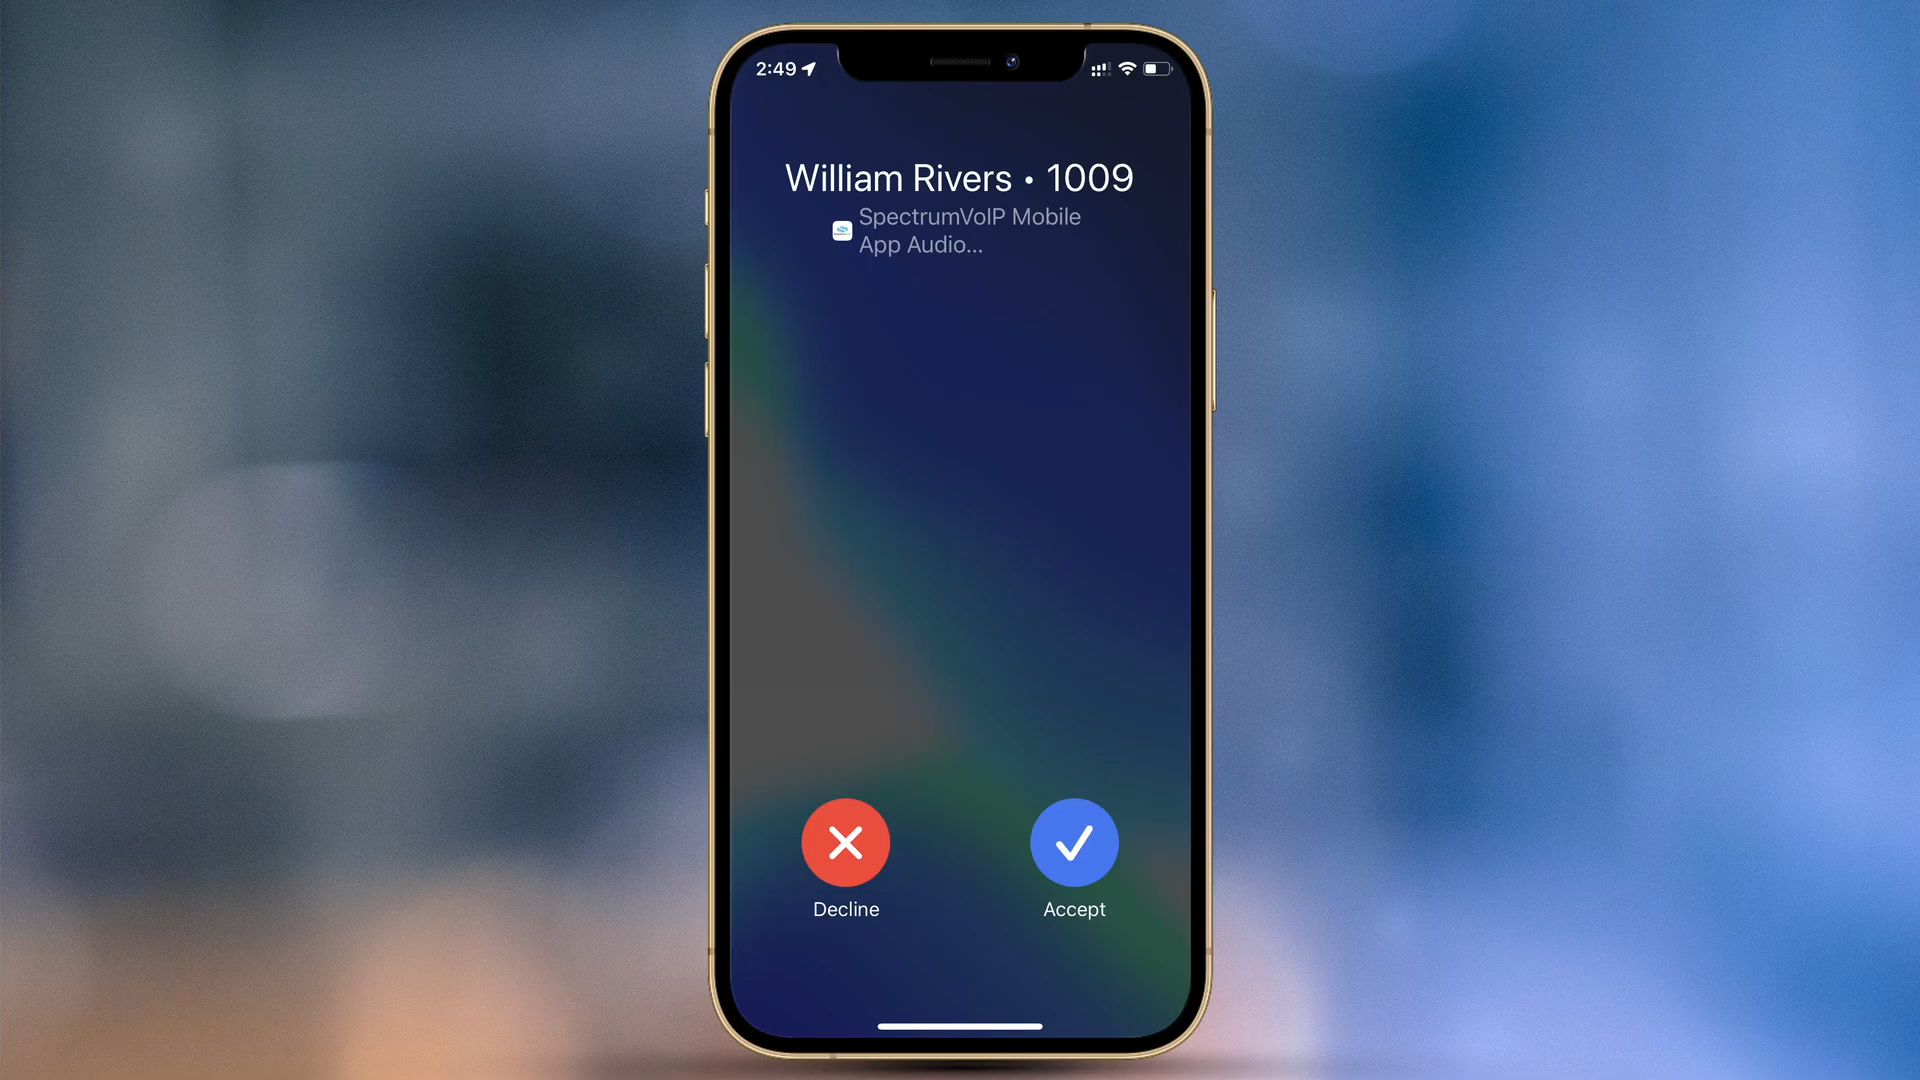 2:49
William Rivers • 1009
SpectrumVoIP Mobile
App Audio...
Decline
Accept